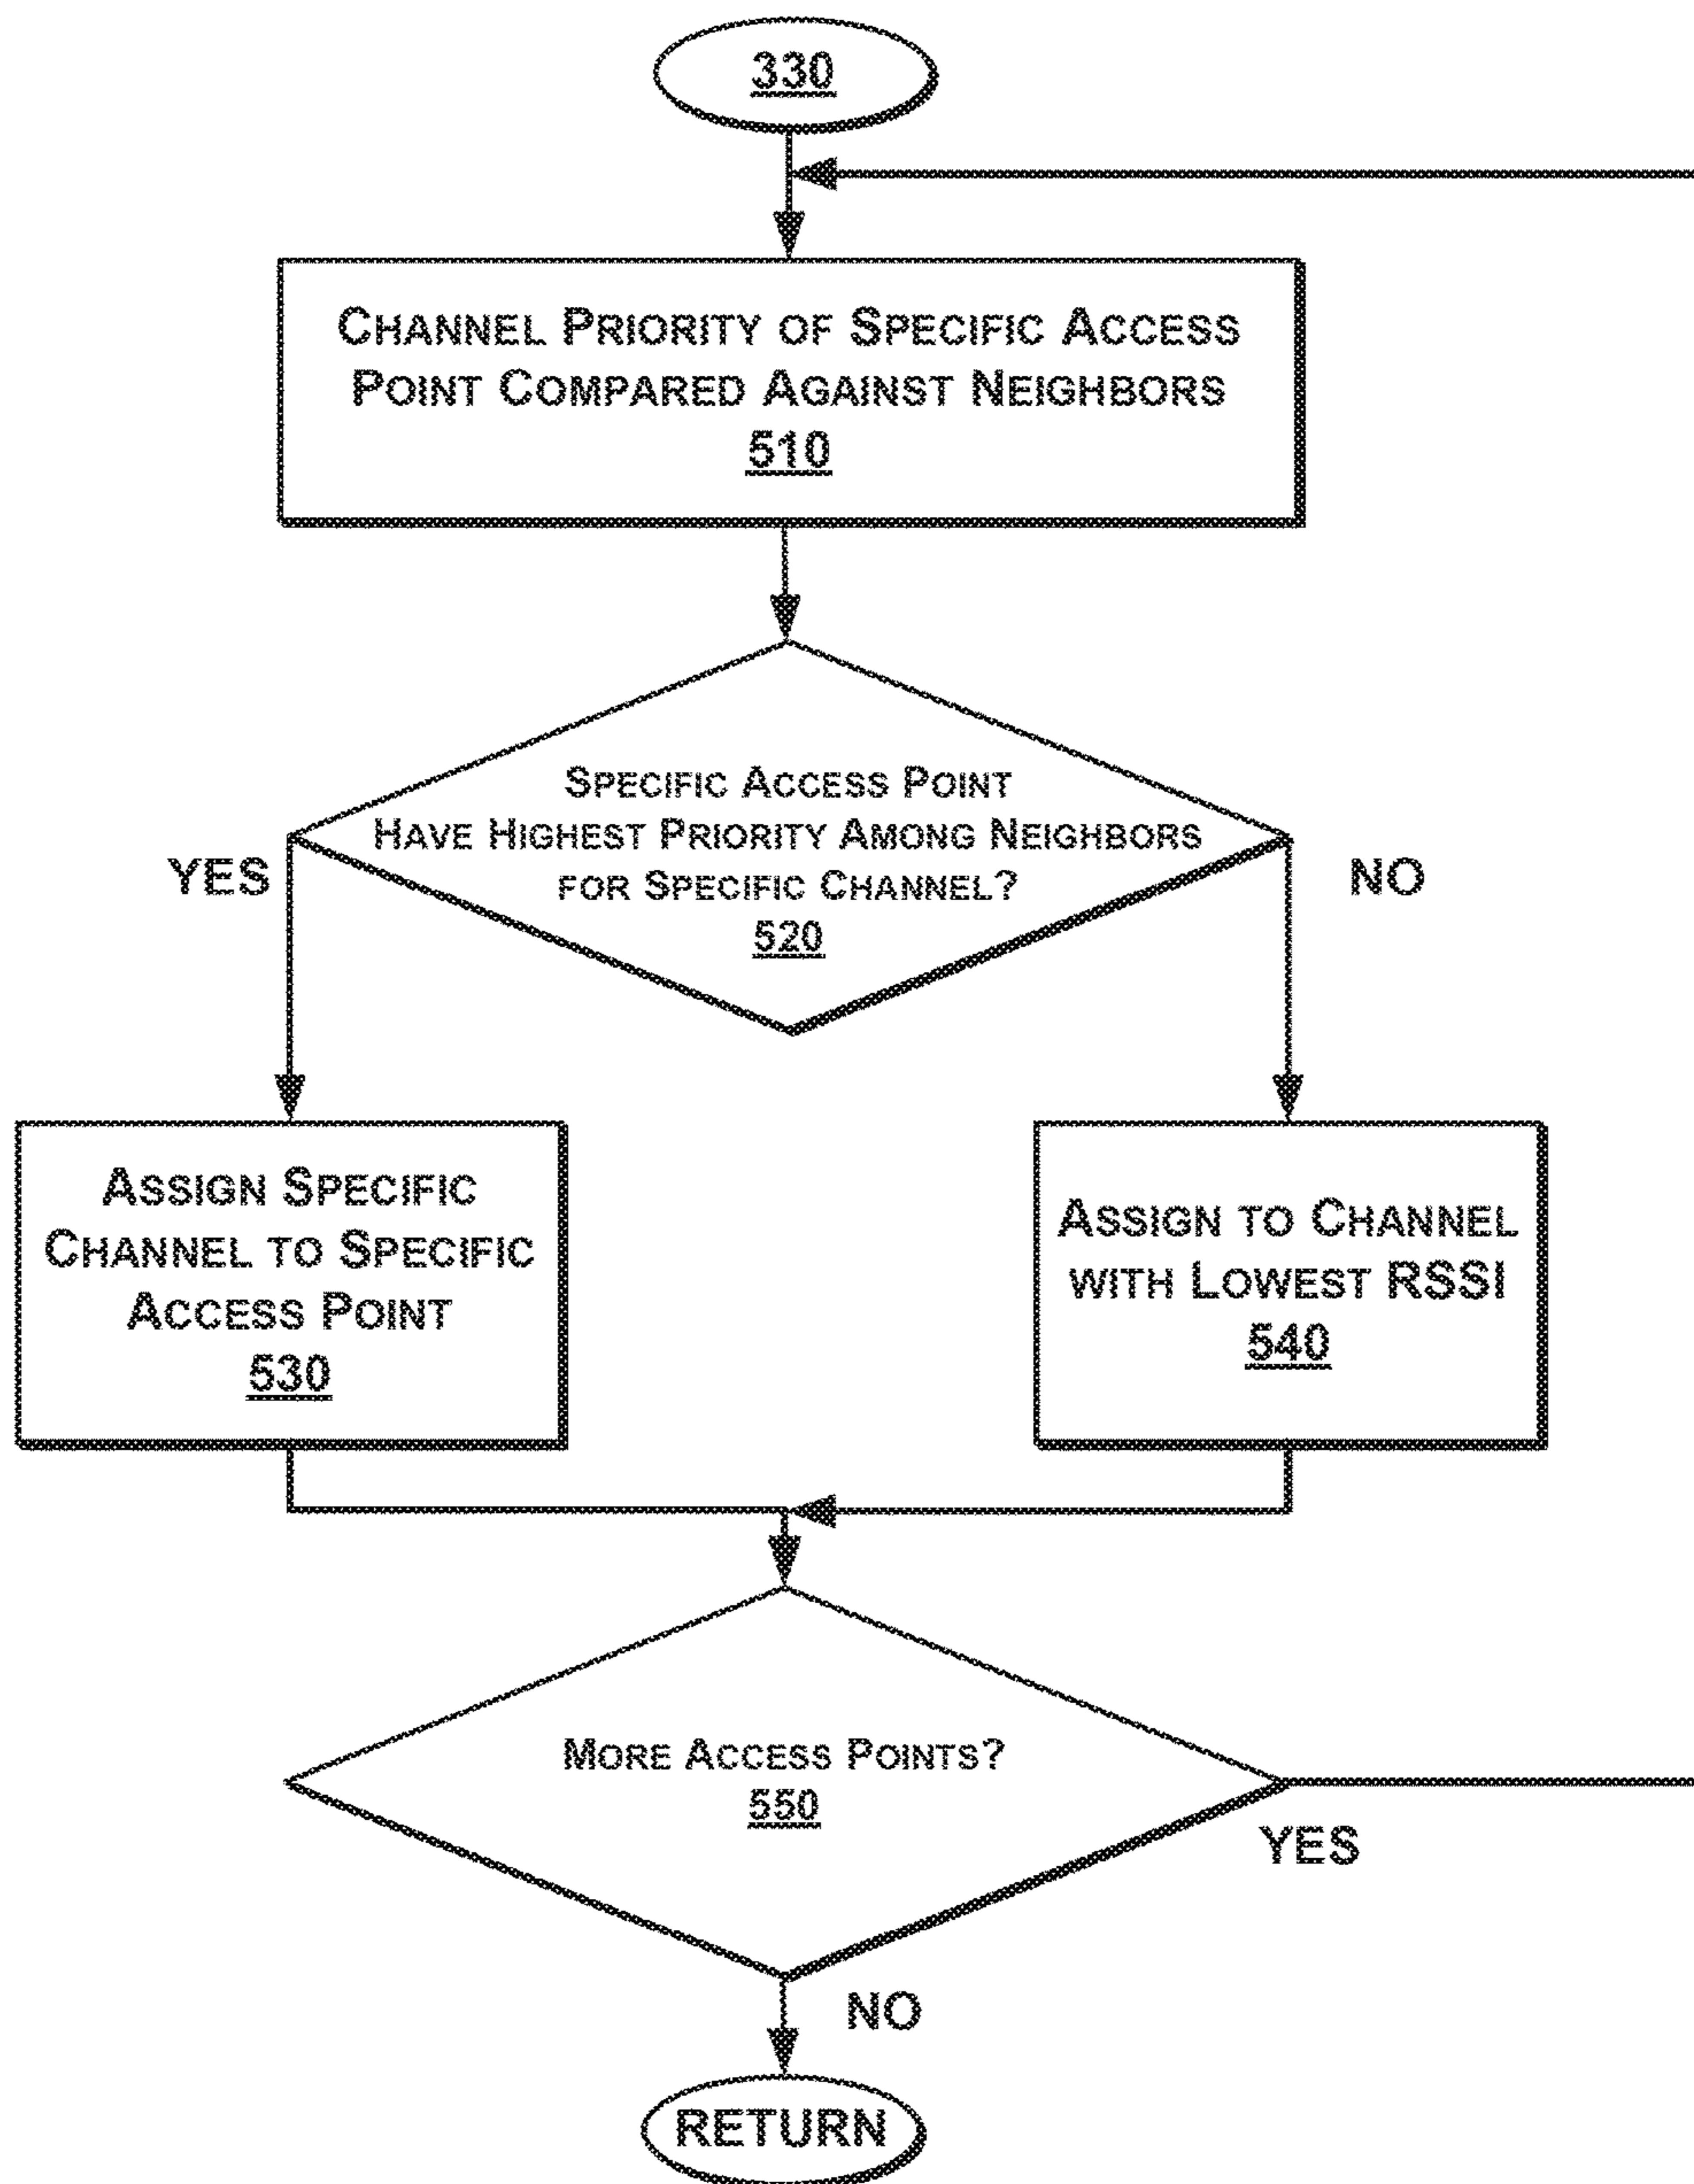 330
CHANNEL PRIORITY OF SPECIFIC ACCESS
POINT COMPARED AGAINST NEIGHBORS
510
SPECIFIC ACCESS POINT
HAVE HIGHEST PRIORITY AMONG NEIGHBORS
FOR SPECIFIC CHANNEL?
520
YES
NO
ASSIGN SPECIFIC
CHANNEL TO SPECIFIC
ACCESS POINT
530
ASSIGN TO CHANNEL
WITH LOWEST RSSI
540
MORE ACCESS POINTS?
550
YES
NO
RETURN